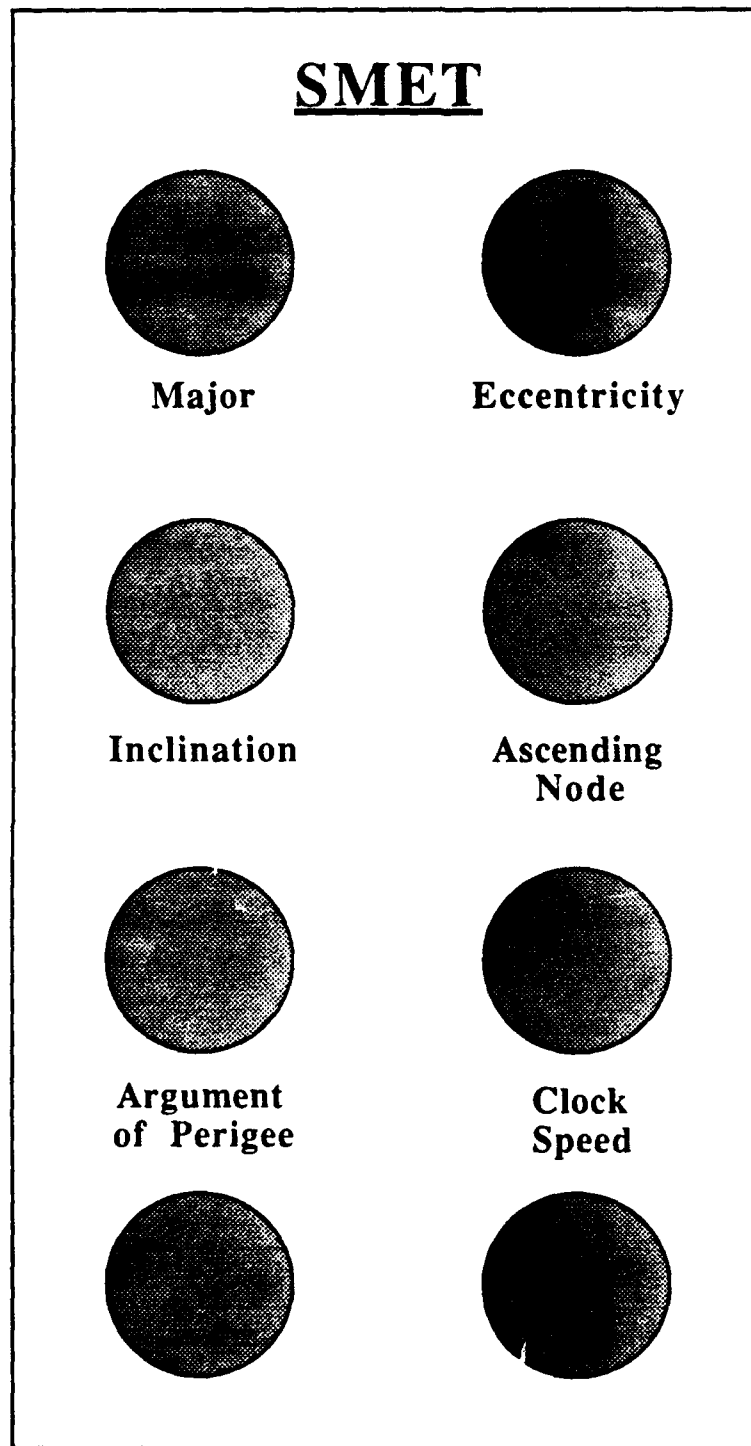 SMET
Major
Eccentricity
Inclination
Ascending
Node
Argument
of Perigee
Clock
Speed